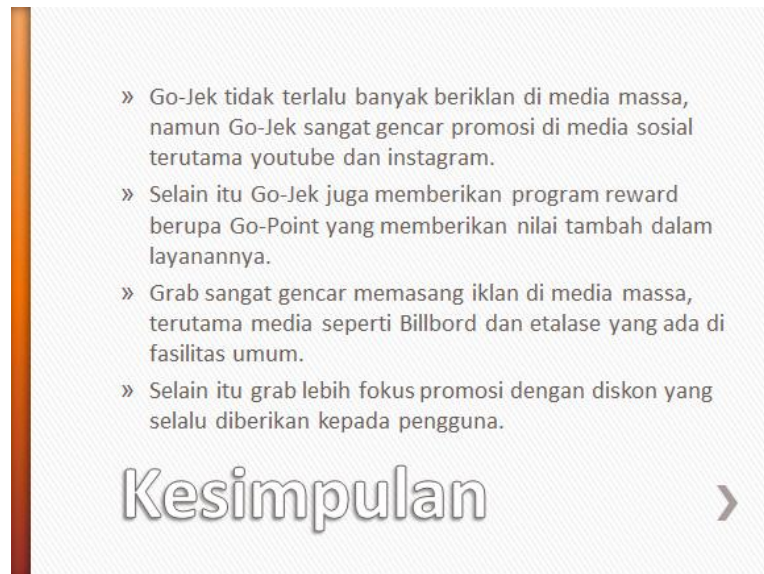 » Go-Jek tidak terlalu banyak beriklan di media massa,
namun Go-Jek sangat gencar promosi di media sosial
terutama youtube dan instagram.
» Selain itu Go-Jek juga memberikan program reward
berupa Go-Point yang memberikan nilai tambah dalam
layanannya.
» Grab sangat gencar memasang iklan di media massa,
terutama media seperti Billbord dan etalase yang ada di
fasilitas umum.
» Selain itu grab lebih fokus promosi dengan diskon yang
selalu diberikan kepada pengguna.
Kesimpulan